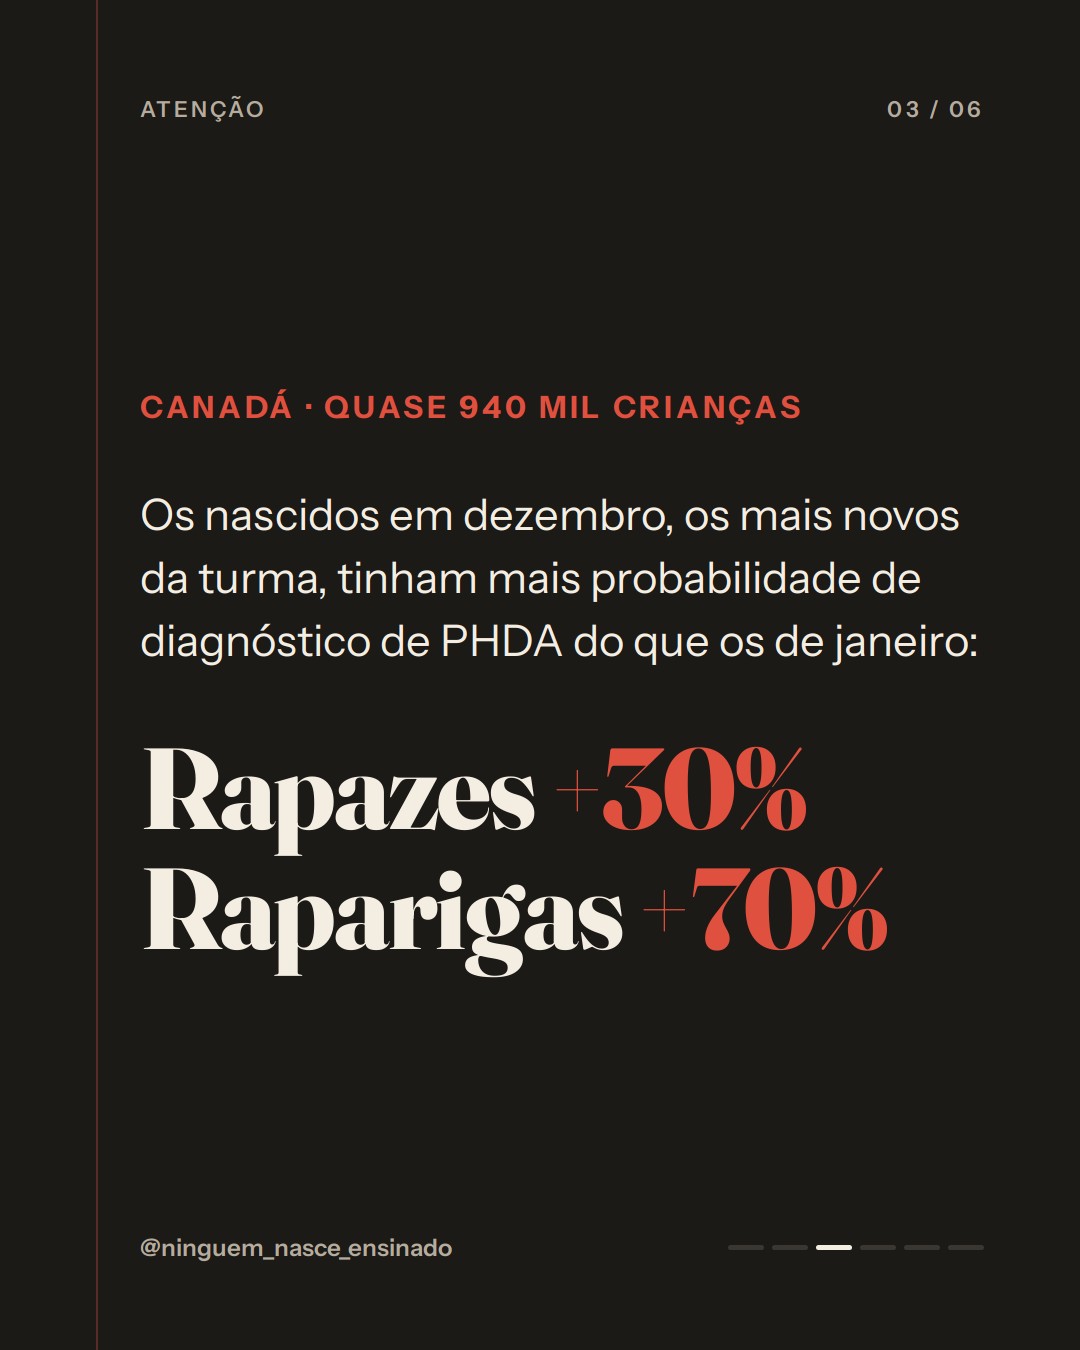 ATENÇÃO
03 / 06
CANADÁ · QUASE 940 MIL CRIANÇAS
Os nascidos em dezembro, os mais novos
da turma, tinham mais probabilidade de
diagnóstico de PHDA do que os de janeiro:
Rapazes +30%
Raparigas +70%
@ninguem_nasce_ensinado